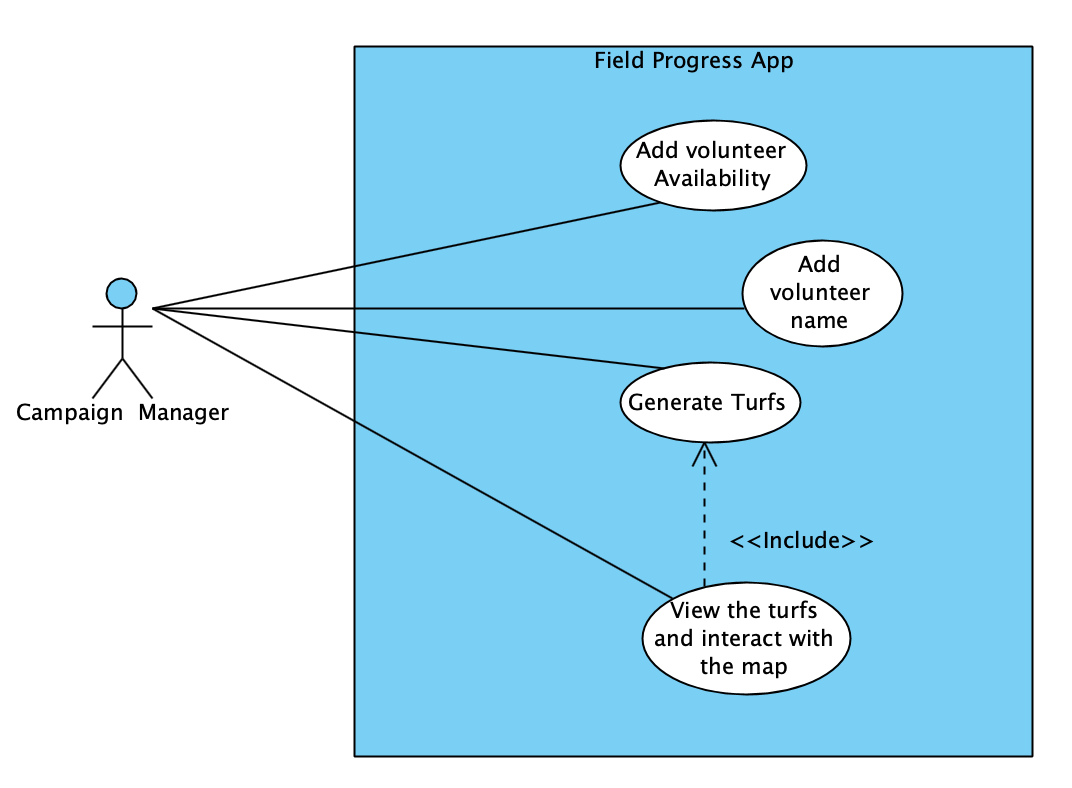 Field Progress App
Add volunteer
Availability
Add
volunteer
name
Campaign  Manager
Generate Turfs
<<Include>>
View the turfs
and interact with
the map